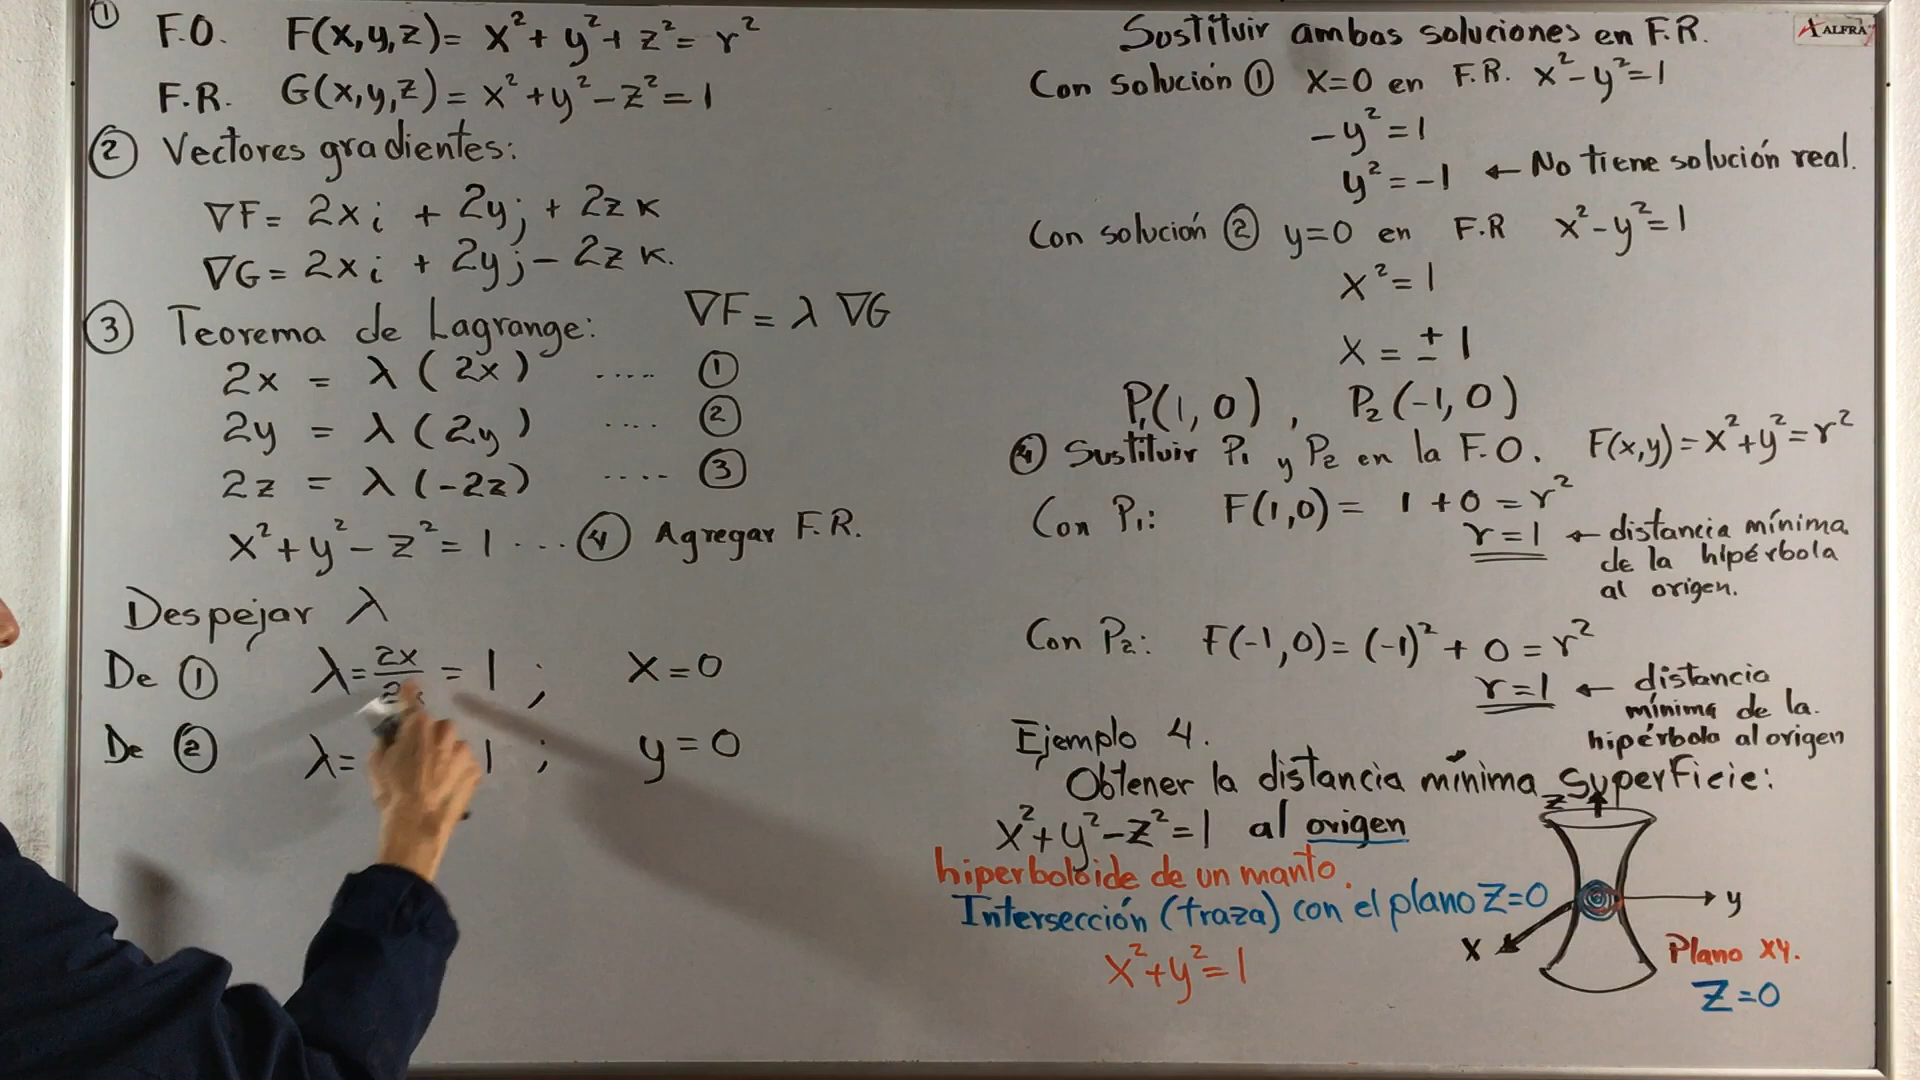 ① F.O. F(x,y,z)= x²+ y²+ z²= r²
F.R. G(x,y,z)= x²+y²-z²=1
② Vectores gradientes:
∇F= 2x i + 2y j + 2z k
∇G= 2x i + 2y j - 2z k.
③ Teorema de Lagrange: ∇F= λ ∇G
2x = λ(2x) .... ①
2y = λ(2y) .... ②
2z = λ(-2z) .... ③
x²+y²-z²=1 ... ④ Agregar F.R.
Despejar λ
De ① λ=2x/2x=1 ; x=0
De ② λ= 1 ; y=0
Sustituir ambas soluciones en F.R.
Con solución ① x=0 en F.R. x²-y²=1
-y²=1
y²=-1 ← No tiene solución real.
Con solución ② y=0 en F.R x²-y²=1
x²=1
x = ± 1
P₁(1,0) , P₂(-1,0)
④ Sustituir P₁ y P₂ en la F.O. F(x,y)=x²+y²=r²
Con P₁: F(1,0)= 1+0=r²
r=1 ← distancia mínima
de la hipérbola
al origen.
Con P₂: F(-1,0)=(-1)²+ 0=r²
r=1 ← distancia
mínima de la.
hipérbola al origen
Ejemplo 4.
Obtener la distancia mínima superficie:
x²+y²-z²=1 al origen
hiperboloide de un manto.
Intersección (traza) con el plano z=0
x²+y²=1
z
y
x
Plano xy.
z=0
ALFRA